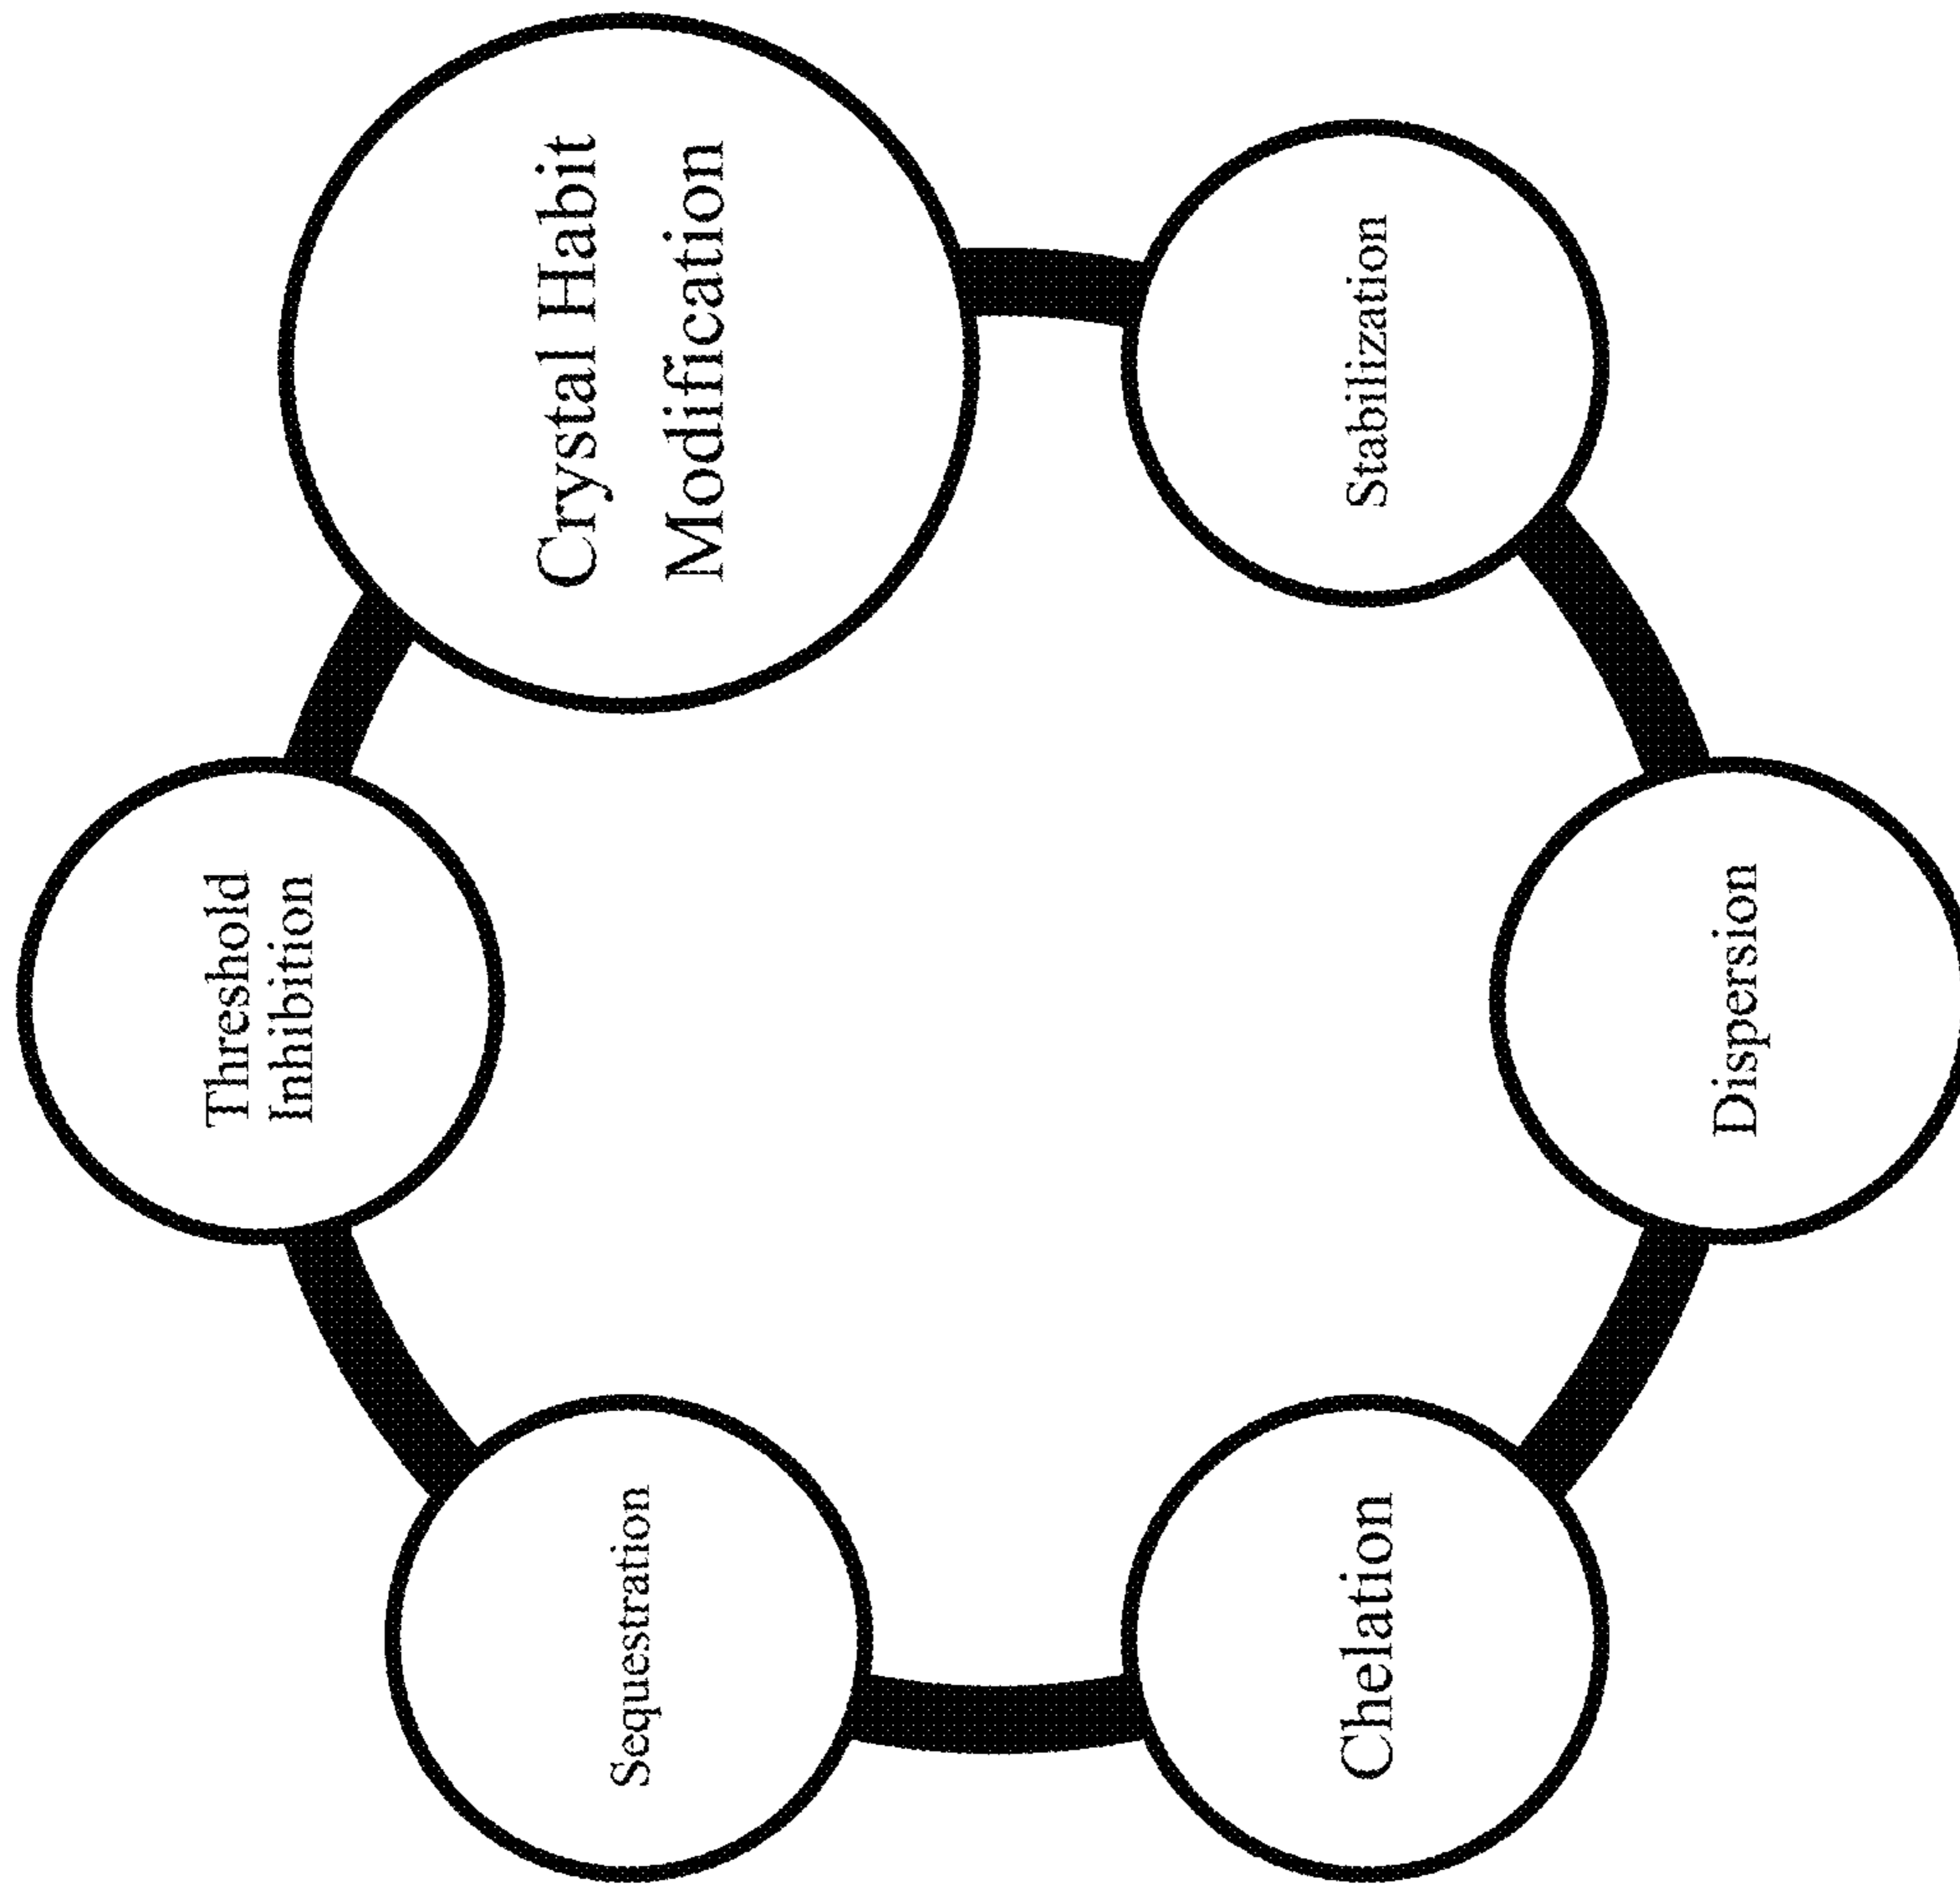 Threshold
Inhibition
Crystal Habit
Modification
Stabilization
Dispersion
Chelation
Sequestration